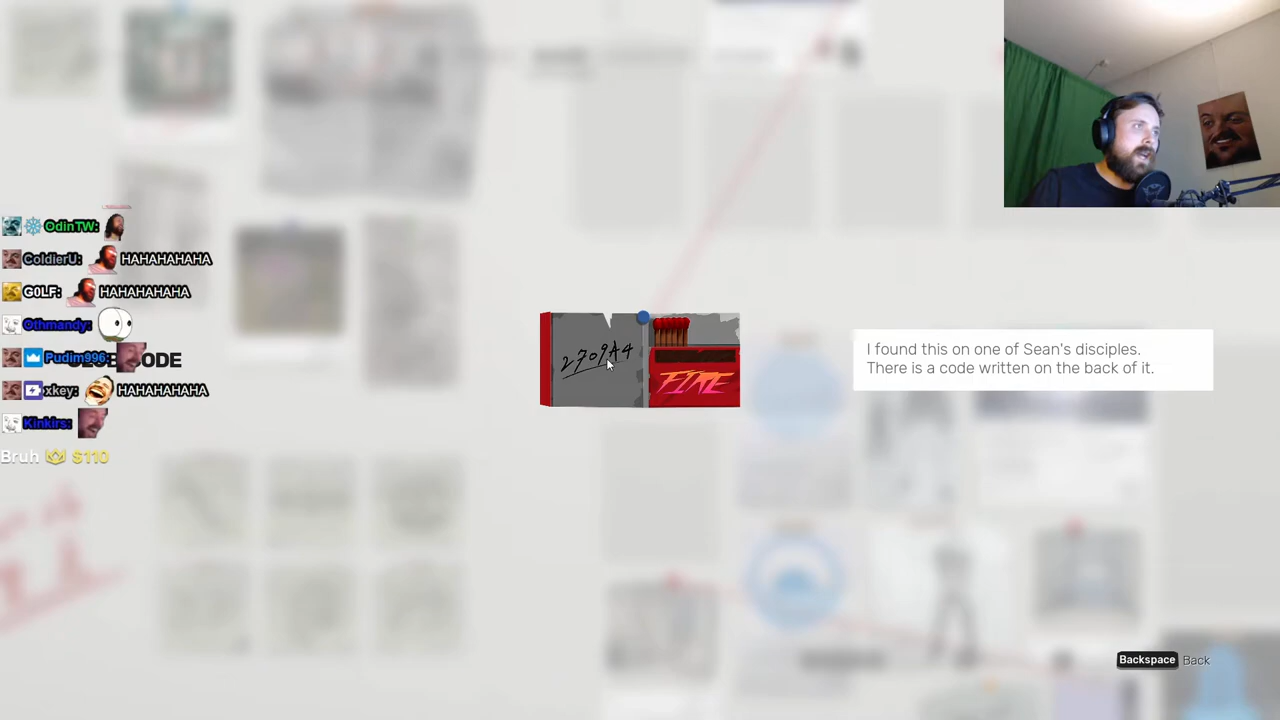 OdinTW:
ColdierU: HAHAHAHAHA
G0LF: HAHAHAHAHA
Othmandy:
Pudim996: CODE
xkey: HAHAHAHAHA
Kinkirs:
Bruh $110
2709A4
FIRE
I found this on one of Sean's disciples.
There is a code written on the back of it.
Backspace Back